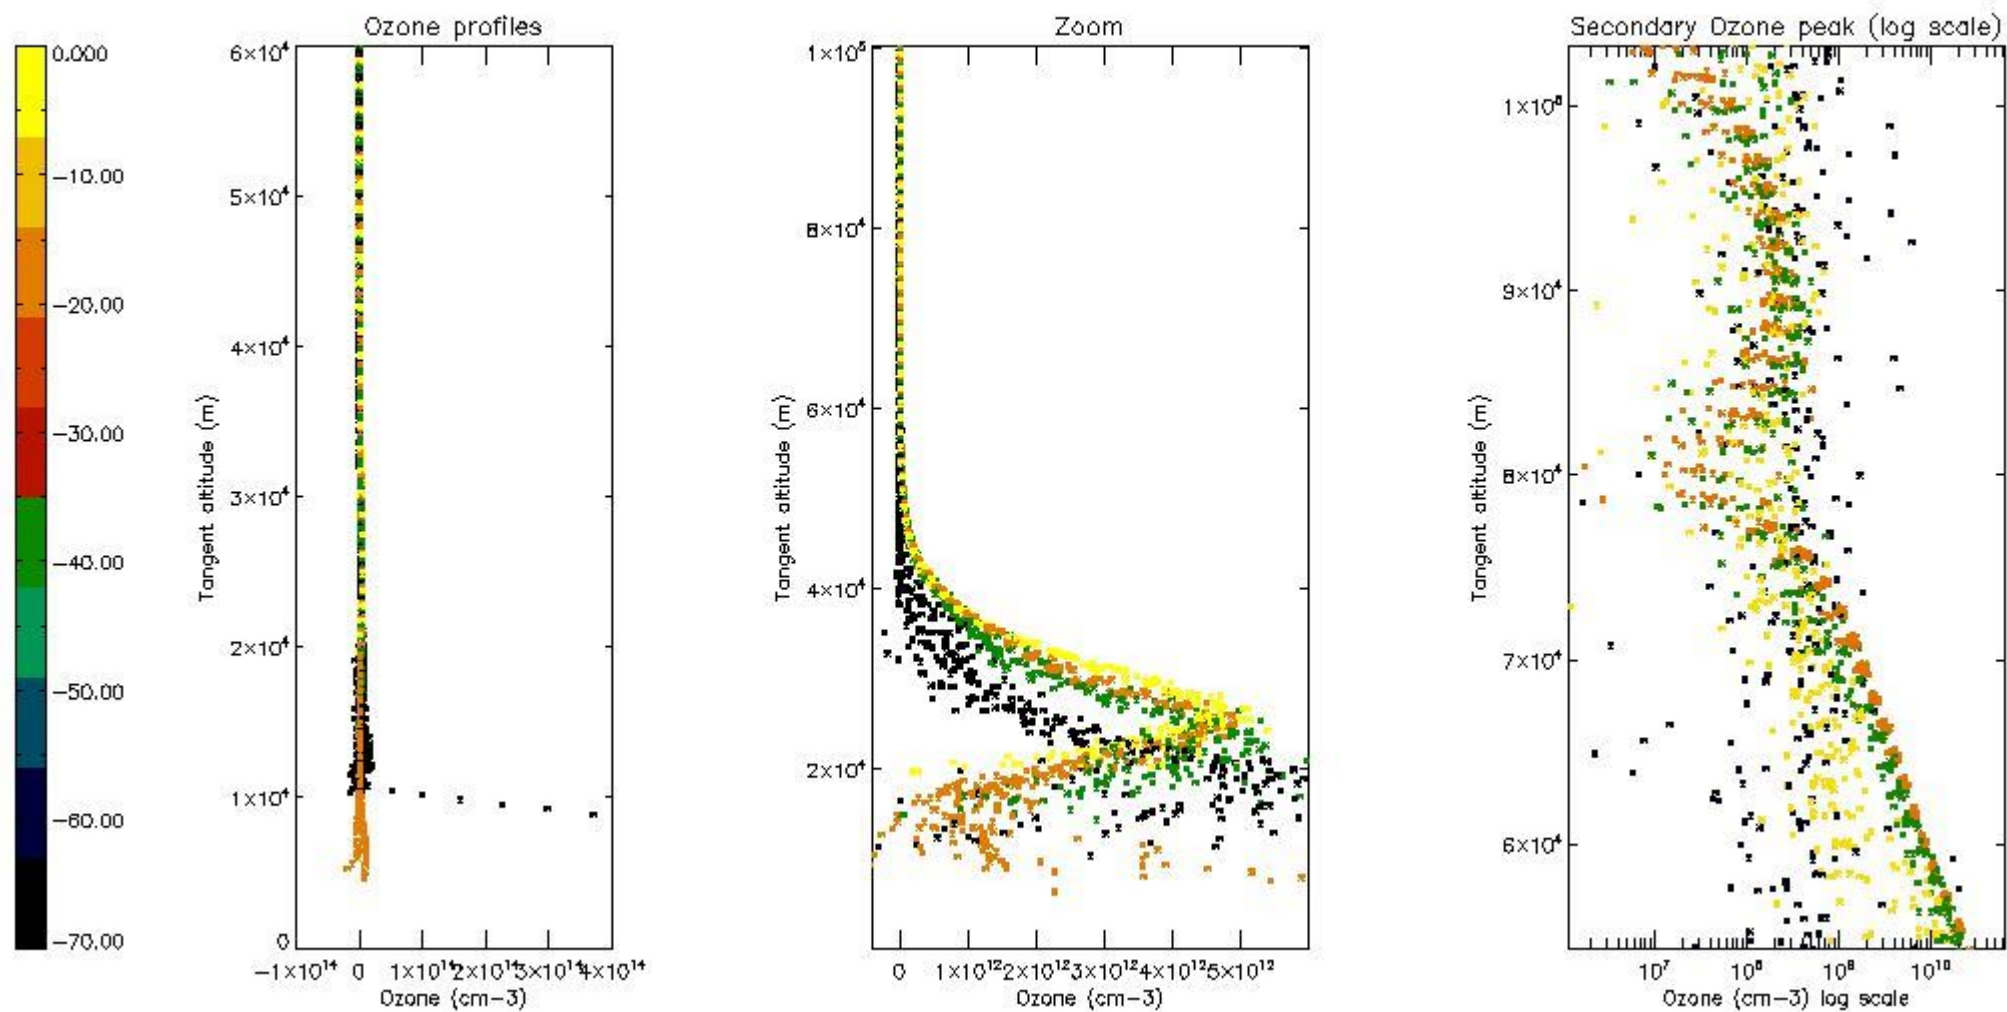 Ozone profiles
Zoom
Secondary Ozone peak (log scale)
0.000
-10.00
-20.00
-30.00
-40.00
-50.00
-60.00
-70.00
6×10⁴
5×10⁴
4×10⁴
3×10⁴
2×10⁴
1×10⁴
0
Tangent altitude (m)
-1×10¹⁴ 0 1×10¹⁴ 2×10¹⁴ 3×10¹⁴ 4×10¹⁴
Ozone (cm-3)
1×10⁵
8×10⁴
6×10⁴
4×10⁴
2×10⁴
Tangent altitude (m)
0 1×10¹² 2×10¹² 3×10¹² 4×10¹² 5×10¹²
Ozone (cm-3)
1×10⁵
9×10⁴
8×10⁴
7×10⁴
6×10⁴
Tangent altitude (m)
10⁷ 10⁸ 10⁹ 10¹⁰
Ozone (cm-3) log scale